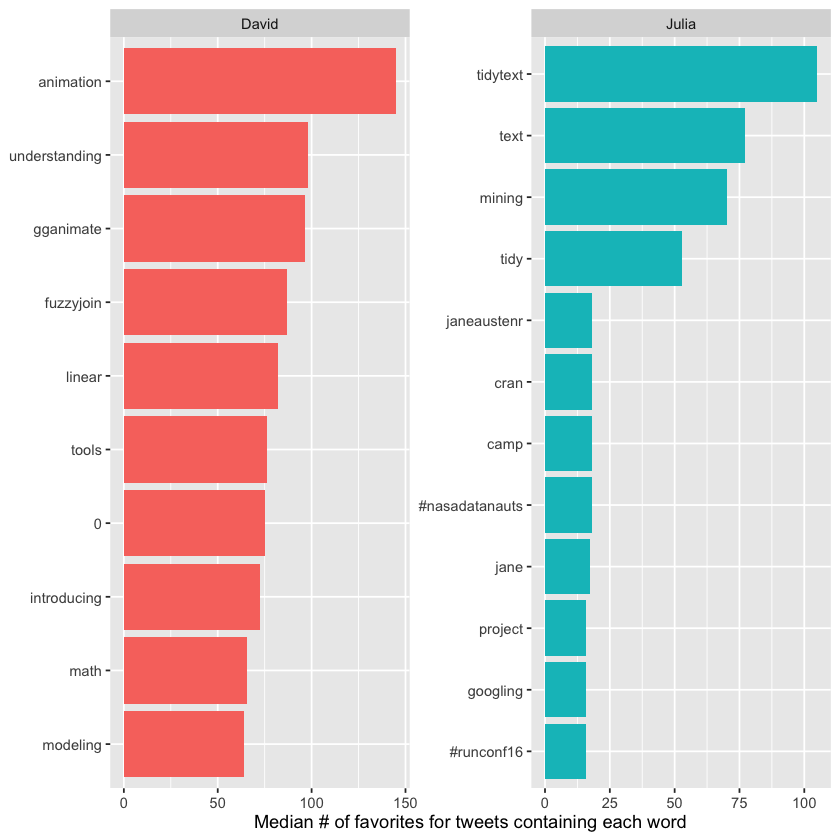 David
animation
understanding
gganimate
fuzzyjoin
linear
tools
0
introducing
math
modeling
0 50 100 150
Julia
tidytext
text
mining
tidy
janeaustenr
cran
camp
#nasadatanauts
jane
project
googling
#runconf16
0 25 50 75 100
Median # of favorites for tweets containing each word